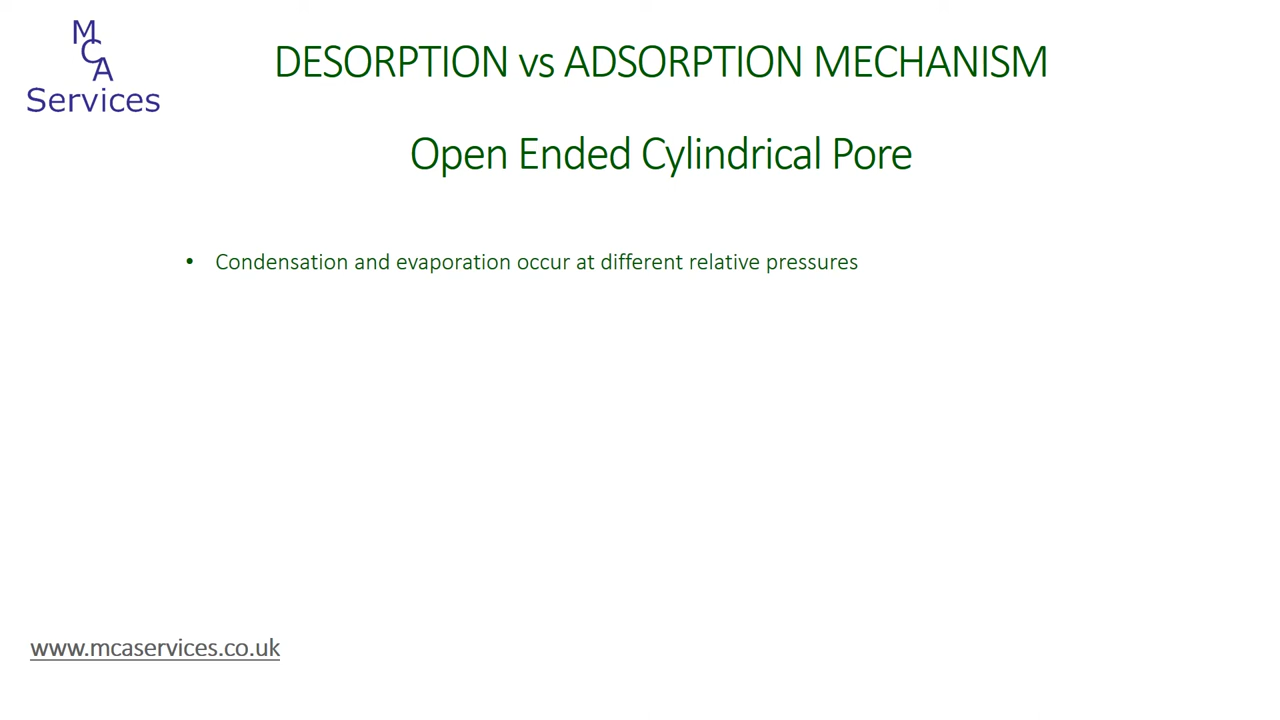 M
C
A
Services
DESORPTION vs ADSORPTION MECHANISM
Open Ended Cylindrical Pore
• Condensation and evaporation occur at different relative pressures
www.mcaservices.co.uk